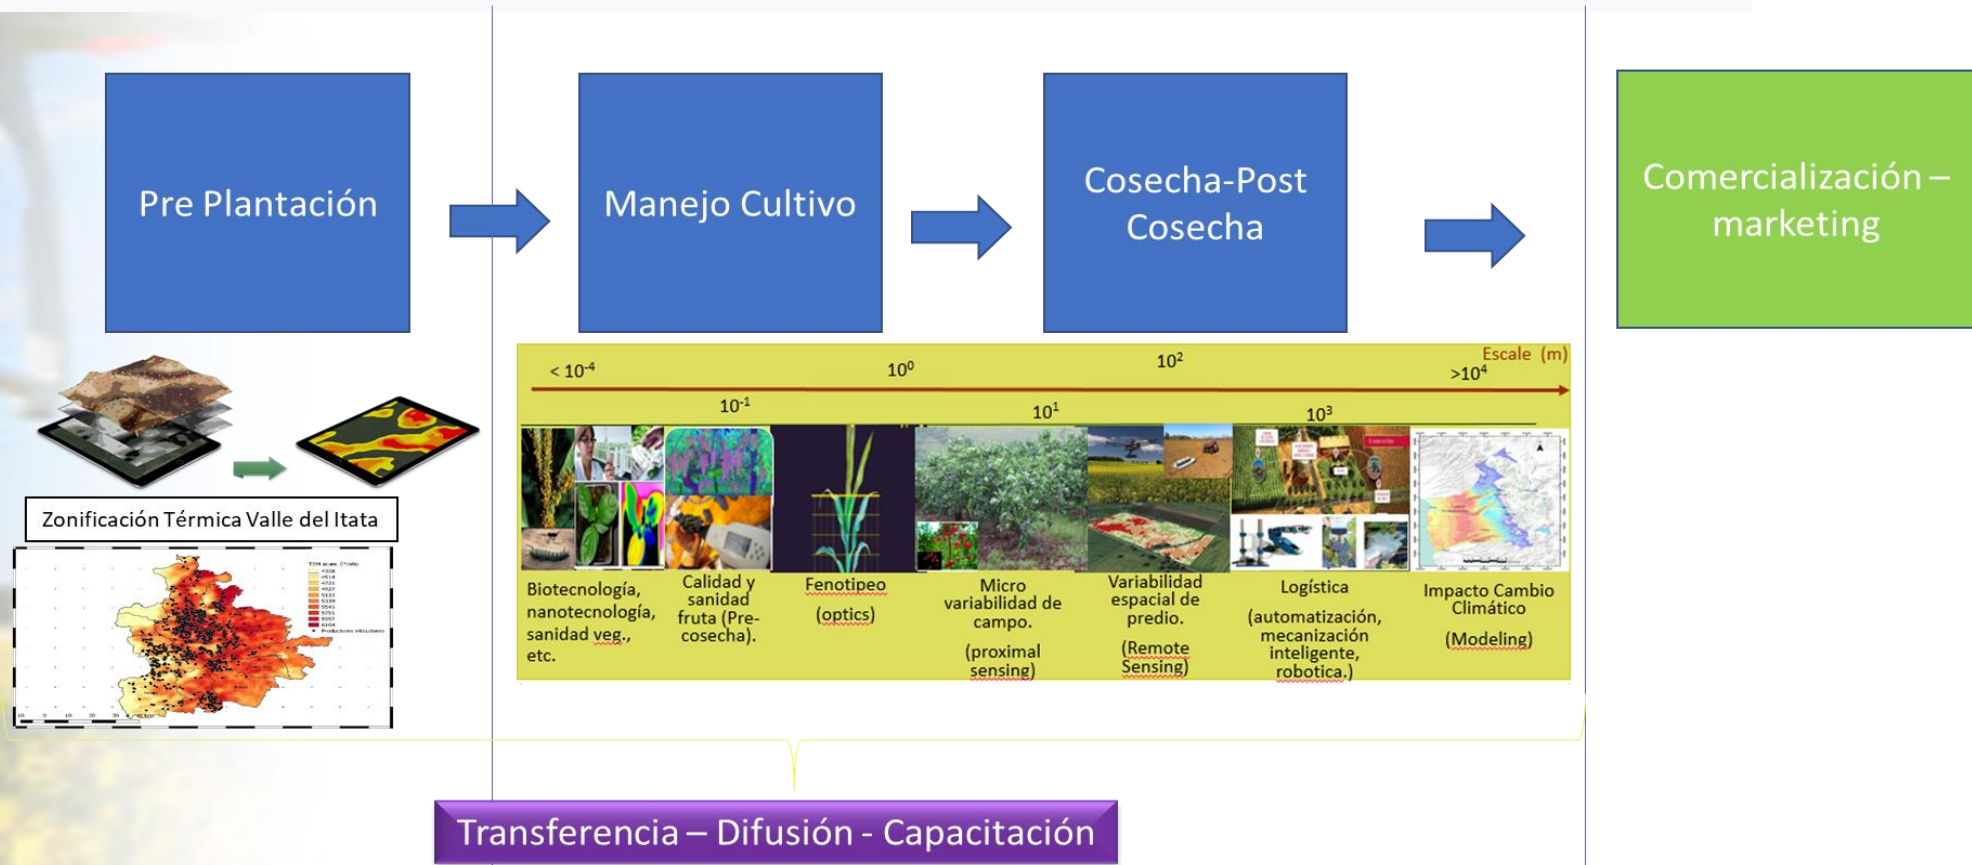 Pre Plantación
Manejo Cultivo
Cosecha-Post
Cosecha
Comercialización –
marketing
Zonificación Térmica Valle del Itata
Escale (m)
< 10-4
10-1
100
101
102
103
>104
Biotecnología,
nanotecnología,
sanidad veg.,
etc.
Calidad y
sanidad
fruta (Pre-
cosecha).
Fenotipeo
(optics)
Micro
variabilidad de
campo.
(proximal
sensing)
Variabilidad
espacial de
predio.
(Remote
Sensing)
Logística
(automatización,
mecanización
inteligente,
robotica.)
Impacto Cambio
Climático
(Modeling)
Transferencia – Difusión - Capacitación